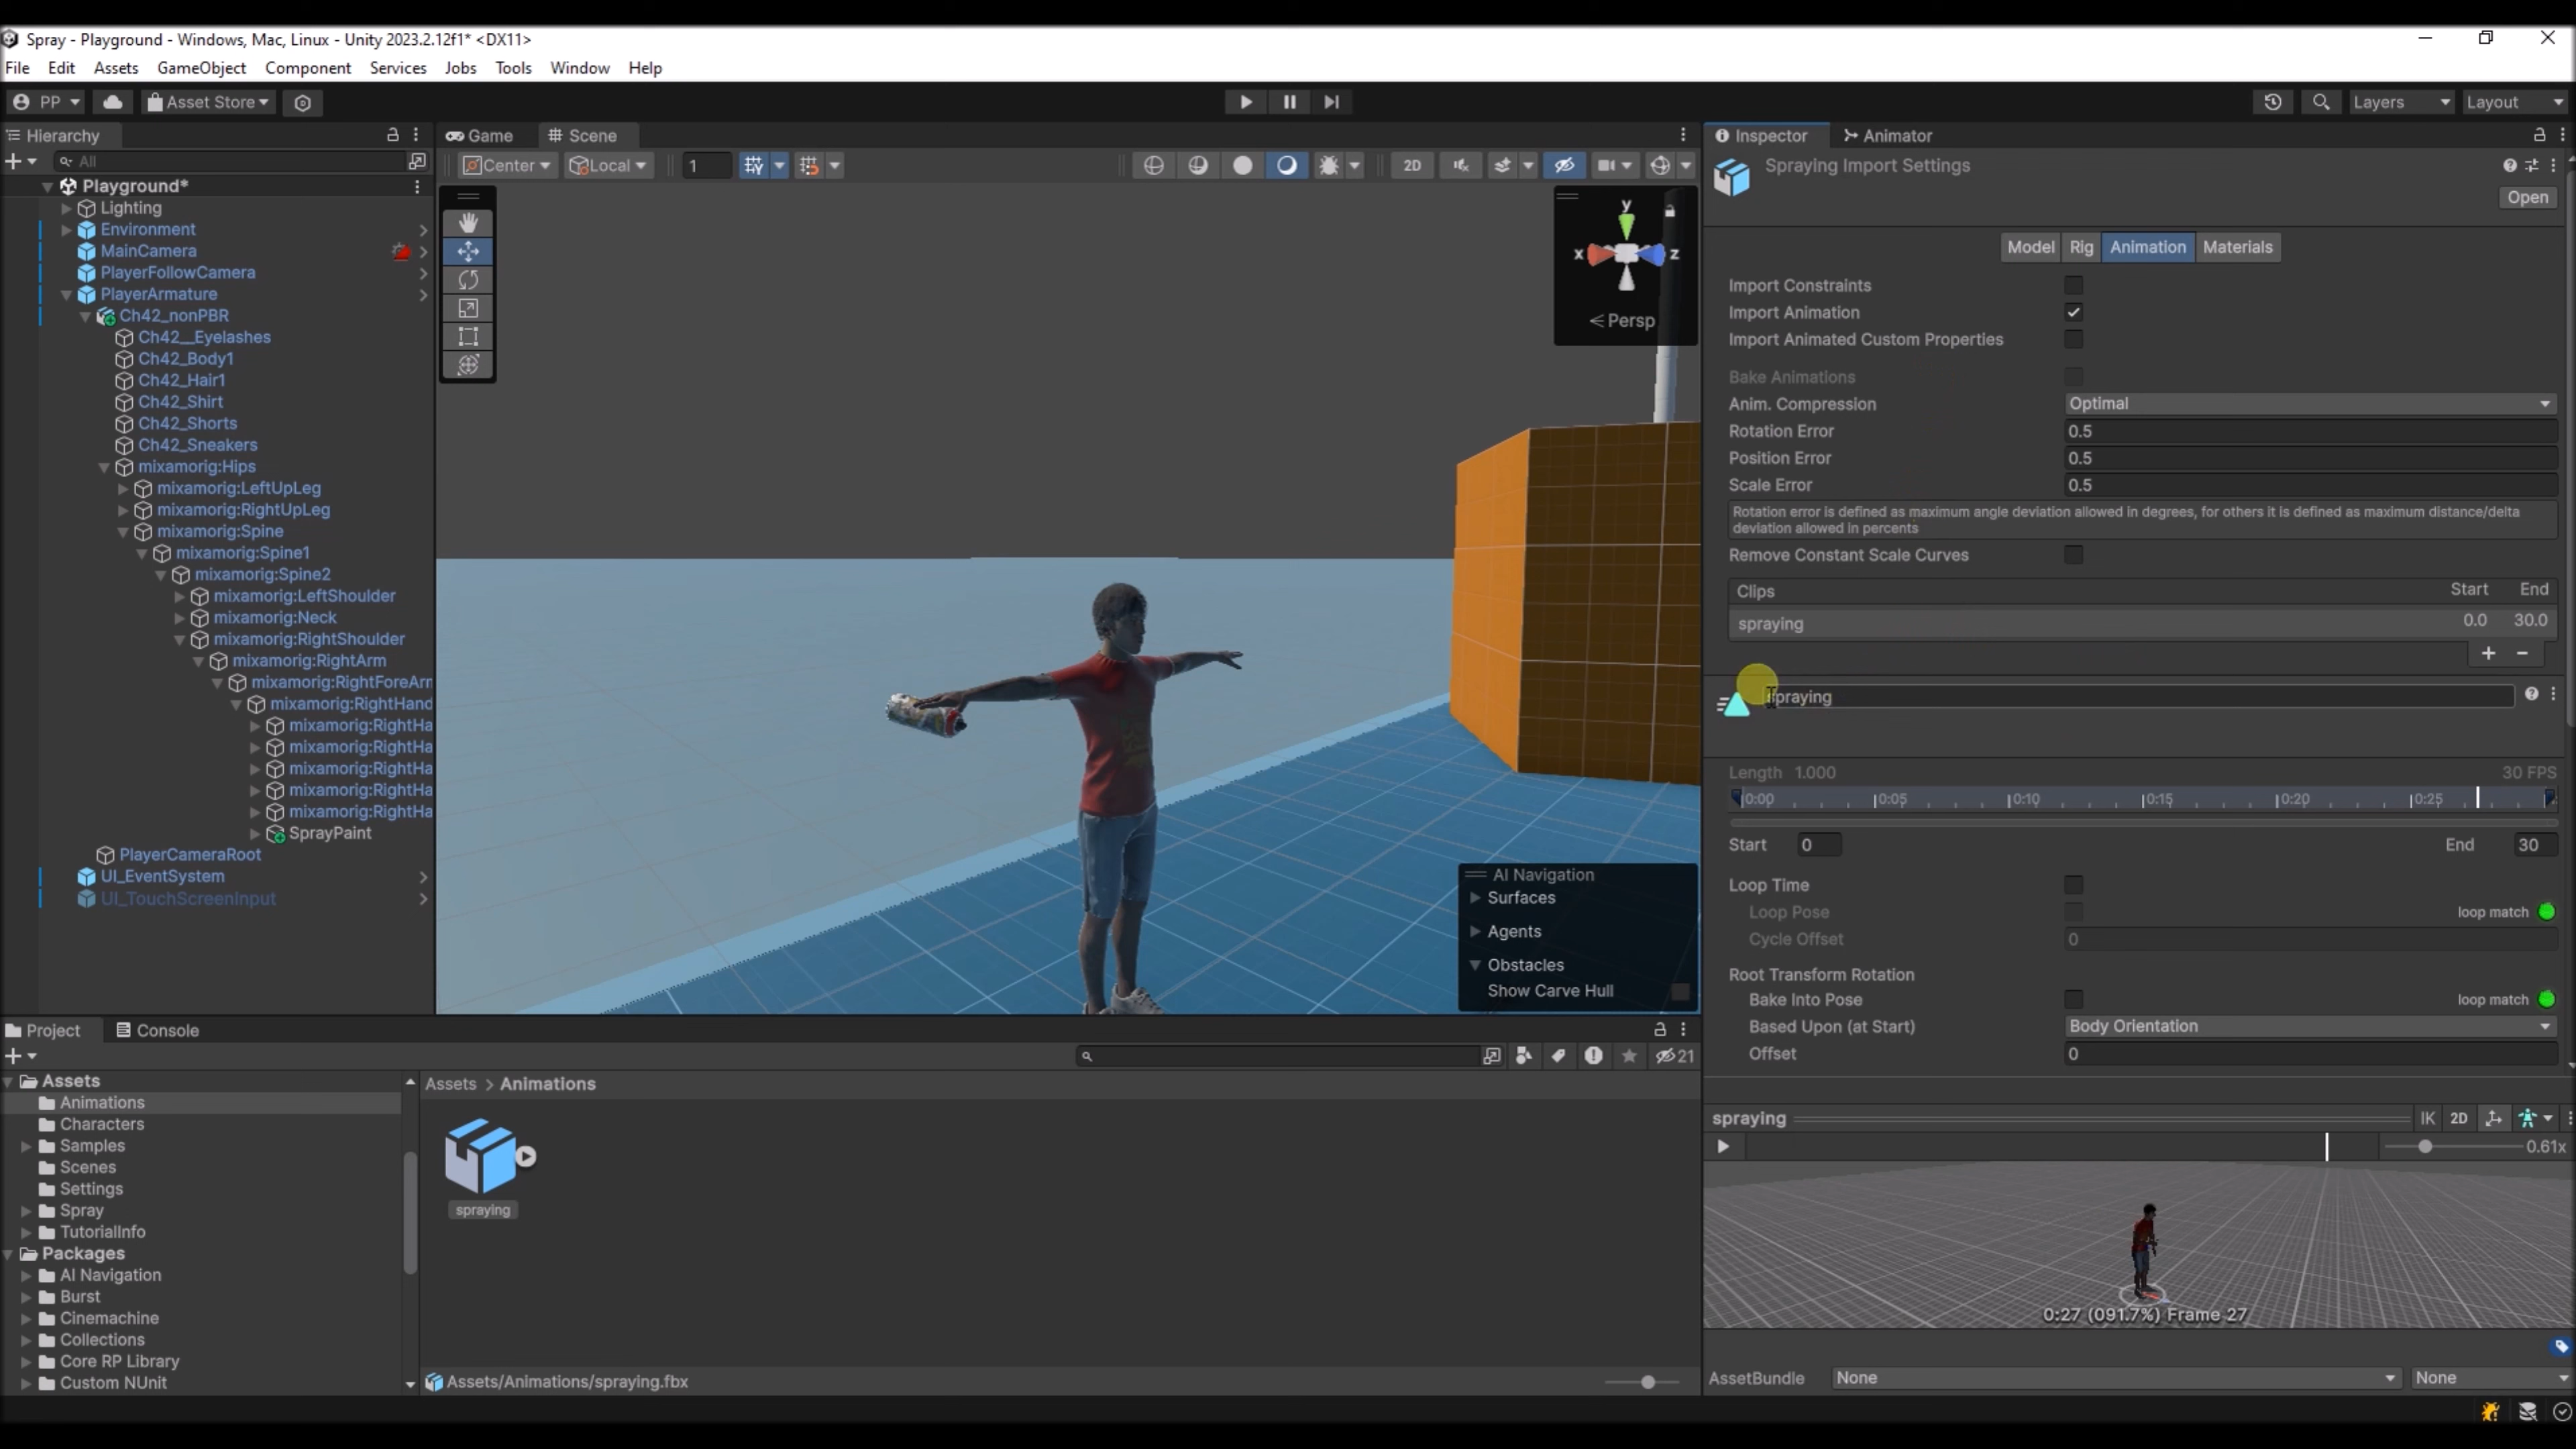 Spray - Playground - Windows, Mac, Linux - Unity 2023.2.12f1* <DX11>
File Edit Assets GameObject Component Services Jobs Tools Window Help
PP Asset Store Layers Layout
Hierarchy
All
Playground*
Lighting
Environment
MainCamera
PlayerFollowCamera
PlayerArmature
Ch42_nonPBR
Ch42__Eyelashes
Ch42_Body1
Ch42_Hair1
Ch42_Shirt
Ch42_Shorts
Ch42_Sneakers
mixamorig:Hips
mixamorig:LeftUpLeg
mixamorig:RightUpLeg
mixamorig:Spine
mixamorig:Spine1
mixamorig:Spine2
mixamorig:LeftShoulder
mixamorig:Neck
mixamorig:RightShoulder
mixamorig:RightArm
mixamorig:RightForeArm
mixamorig:RightHand
mixamorig:RightHa
mixamorig:RightHa
mixamorig:RightHa
mixamorig:RightHa
mixamorig:RightHa
SprayPaint
PlayerCameraRoot
UI_EventSystem
UI_TouchScreenInput
Game Scene
Center Local 1 2D
y
x z
Persp
AI Navigation
Surfaces
Agents
Obstacles
Show Carve Hull
Inspector Animator
Spraying Import Settings
Open
Model Rig Animation Materials
Import Constraints
Import Animation
Import Animated Custom Properties
Bake Animations
Anim. Compression Optimal
Rotation Error 0.5
Position Error 0.5
Scale Error 0.5
Rotation error is defined as maximum angle deviation allowed in degrees, for others it is defined as maximum distance/delta
deviation allowed in percents
Remove Constant Scale Curves
Clips Start End
spraying 0.0 30.0
+ -
spraying
Length 1.000 30 FPS
0:00 0:05 0:10 0:15 0:20 0:25
Start 0 End 30
Loop Time
Loop Pose loop match
Cycle Offset 0
Root Transform Rotation
Bake Into Pose loop match
Based Upon (at Start) Body Orientation
Offset 0
spraying IK 2D
0.61x
0:27 (091.7%) Frame 27
AssetBundle None None
Project Console
21
Assets
Animations
Characters
Samples
Scenes
Settings
Spray
TutorialInfo
Packages
AI Navigation
Burst
Cinemachine
Collections
Core RP Library
Custom NUnit
Assets > Animations
spraying
Assets/Animations/spraying.fbx